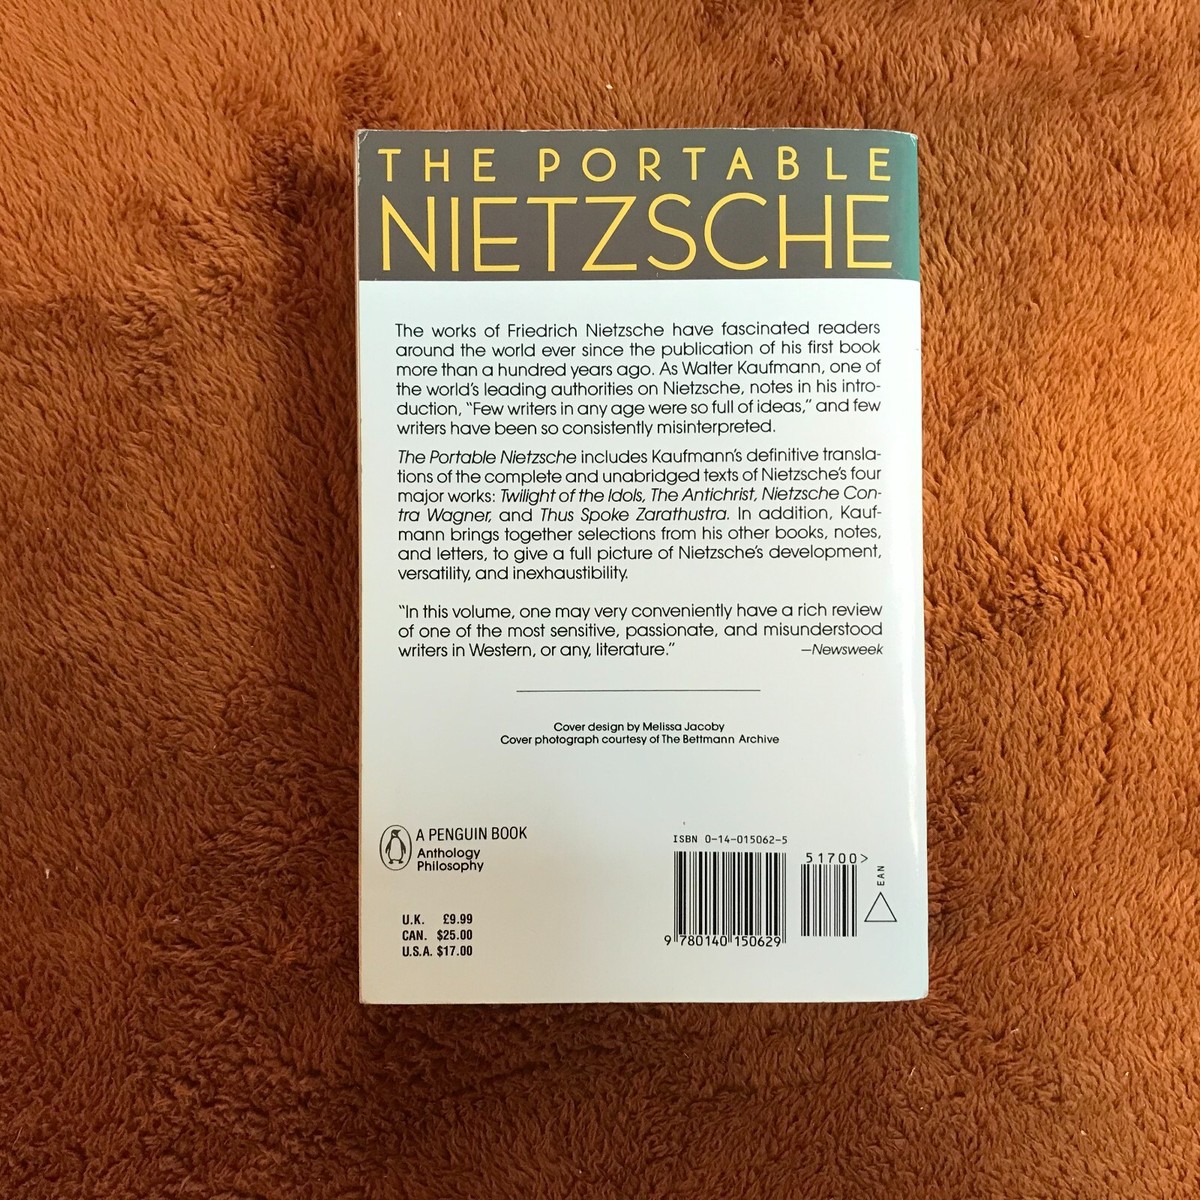 THE PORTABLE
NIETZSCHE
The works of Friedrich Nietzsche have fascinated readers
around the world ever since the publication of his first book
more than a hundred years ago. As Walter Kaufmann, one of
the world's leading authorities on Nietzsche, notes in his intro-
duction, “Few writers in any age were so full of ideas,” and few
writers have been so consistently misinterpreted.
The Portable Nietzsche includes Kaufmann's definitive transla-
tions of the complete and unabridged texts of Nietzsche's four
major works: Twilight of the Idols, The Antichrist, Nietzsche Con-
tra Wagner, and Thus Spoke Zarathustra. In addition, Kauf-
mann brings together selections from his other books, notes,
and letters, to give a full picture of Nietzsche's development,
versatility, and inexhaustibility.
“In this volume, one may very conveniently have a rich review
of one of the most sensitive, passionate, and misunderstood
writers in Western, or any, literature.” —Newsweek
Cover design by Melissa Jacoby
Cover photograph courtesy of The Bettmann Archive
A PENGUIN BOOK
Anthology
Philosophy
U.K. £9.99
CAN. $25.00
U.S.A. $17.00
ISBN 0-14-015062-5
51700>
EAN
9 780140 150629